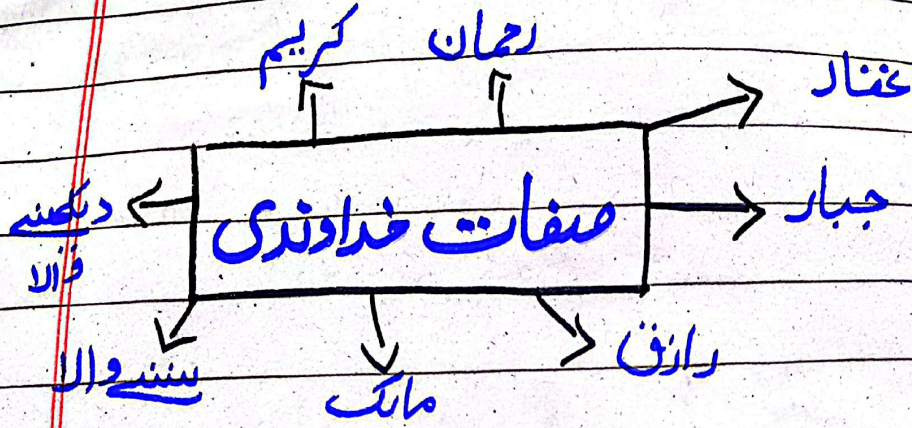 رحمان
کریم
غفار
جبار
صفات خداوندی
دیکھنے
والا
رازق
مالک
سننے والا